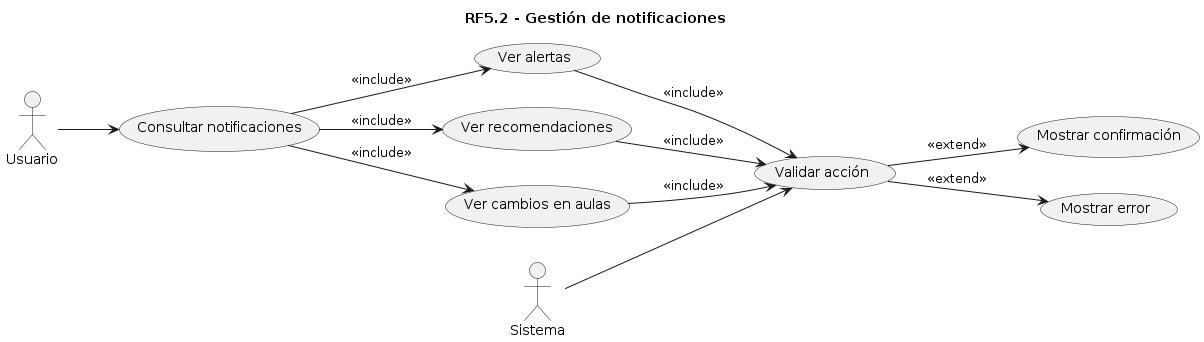 RF5.2 - Gestión de notificaciones
Usuario
Consultar notificaciones
«include»
«include»
«include»
Ver alertas
Ver recomendaciones
Ver cambios en aulas
Sistema
«include»
«include»
«include»
Validar acción
«extend»
«extend»
Mostrar confirmación
Mostrar error